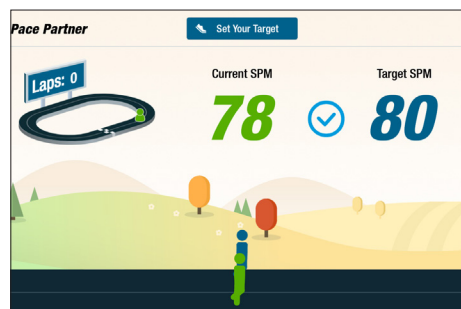 Pace Partner
Set Your Target
Laps: 0
Current SPM
Target SPM
78
80